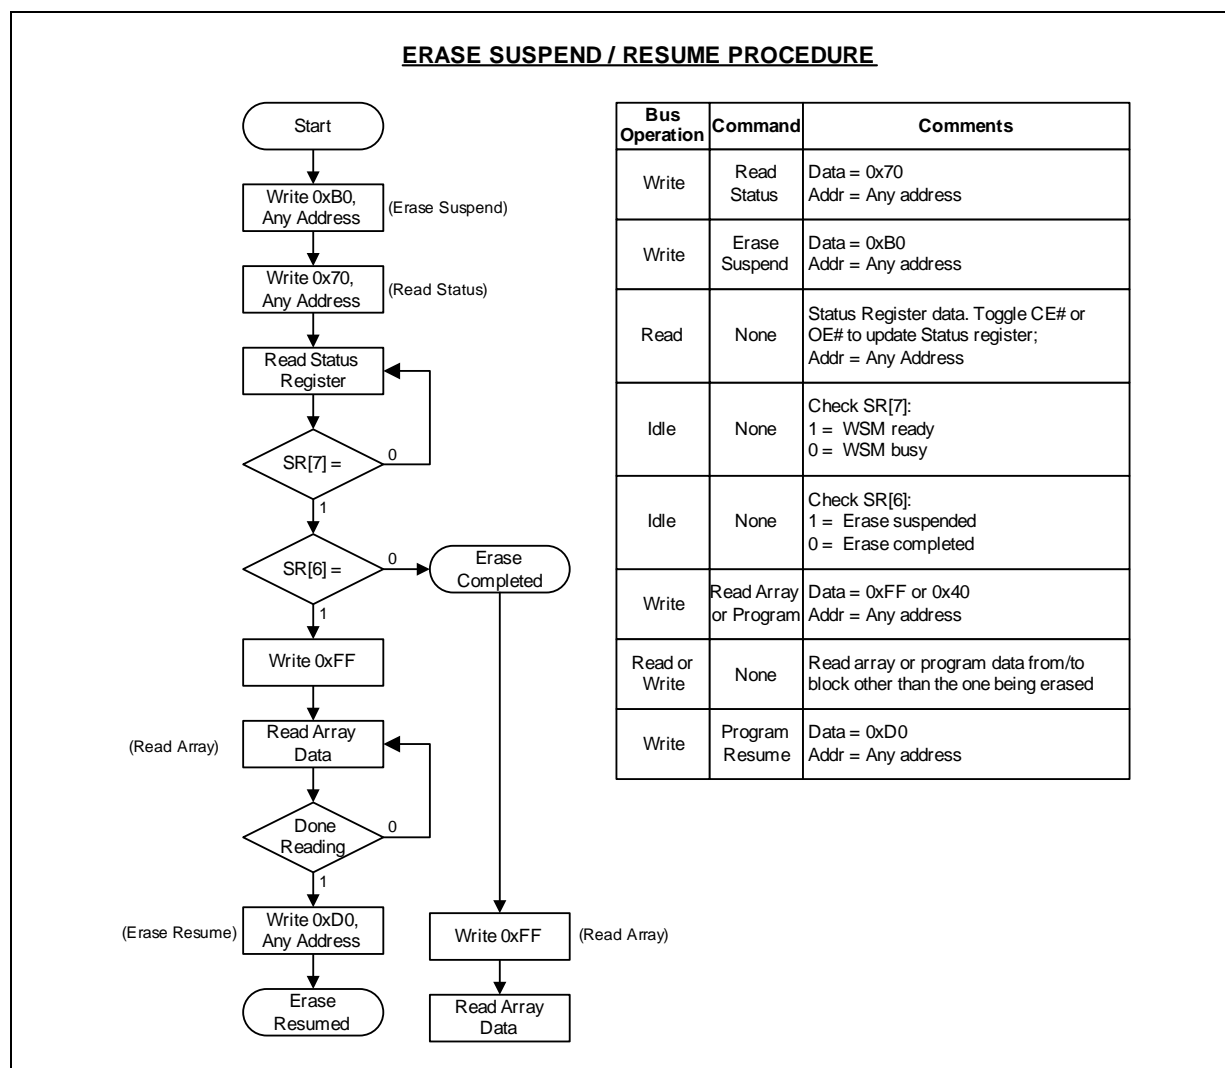 ERASE SUSPEND / RESUME PROCEDURE
Start
Write 0xB0,
Any Address
(Erase Suspend)
Write 0x70,
Any Address
(Read Status)
Read Status
Register
SR[7] =
0
1
SR[6] =
0
1
Erase
Completed
Write 0xFF
(Read Array)
Read Array
Data
Done
Reading
0
1
(Erase Resume)
Write 0xD0,
Any Address
Erase
Resumed
Write 0xFF
(Read Array)
Read Array
Data
Bus
Operation
Command
Comments
Write
Read
Status
Data = 0x70
Addr = Any address
Write
Erase
Suspend
Data = 0xB0
Addr = Any address
Read
None
Status Register data. Toggle CE# or
OE# to update Status register;
Addr = Any Address
Idle
None
Check SR[7]:
1 = WSM ready
0 = WSM busy
Idle
None
Check SR[6]:
1 = Erase suspended
0 = Erase completed
Write
Read Array
or Program
Data = 0xFF or 0x40
Addr = Any address
Read or
Write
None
Read array or program data from/to
block other than the one being erased
Write
Program
Resume
Data = 0xD0
Addr = Any address